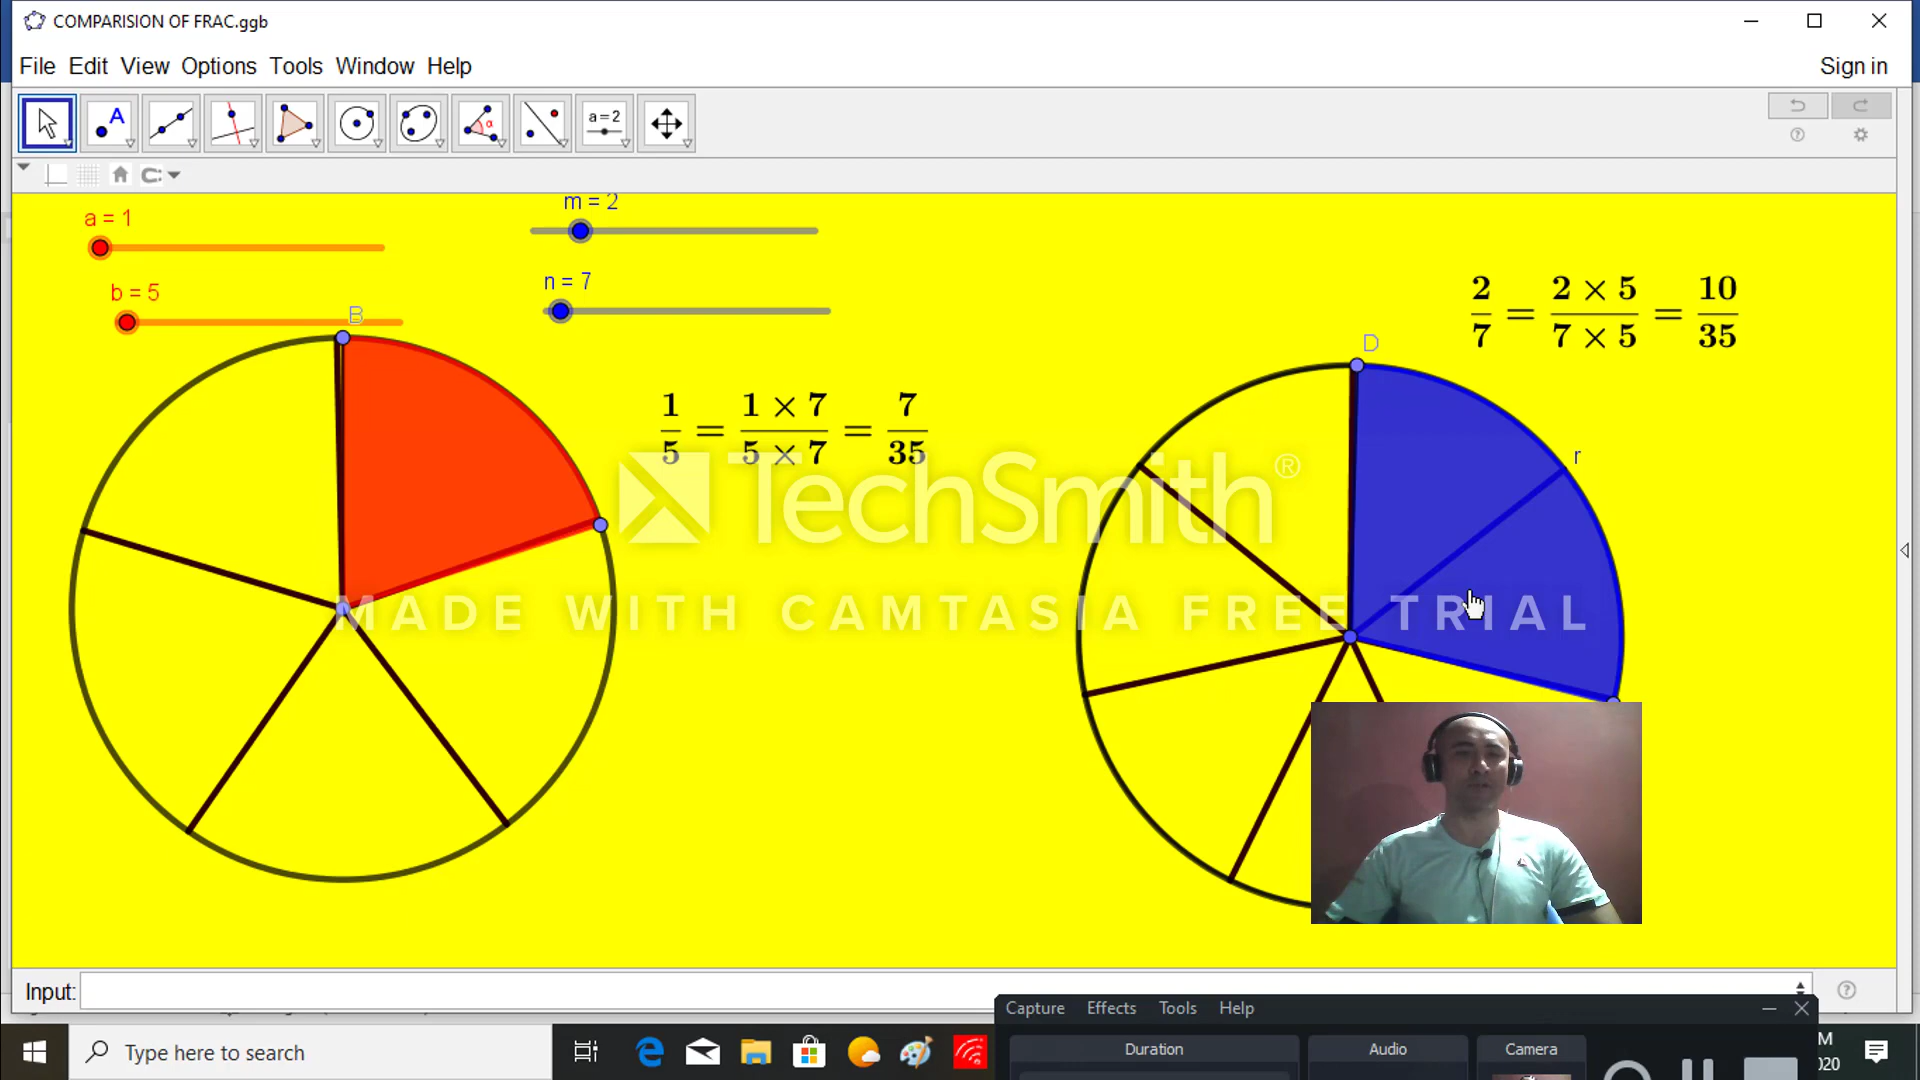 COMPARISION OF FRAC.ggb
File Edit View Options Tools Window Help
Sign in
A
α
a = 2
a = 1
m = 2
b = 5
n = 7
B
1/5 = 1 × 7/5 × 7 = 7/35
2/7 = 2 × 5/7 × 5 = 10/35
D
r
TechSmith®
MADE WITH CAMTASIA FREE TRIAL
Input:
Capture Effects Tools Help
Duration Audio Camera
Type here to search
M
2020